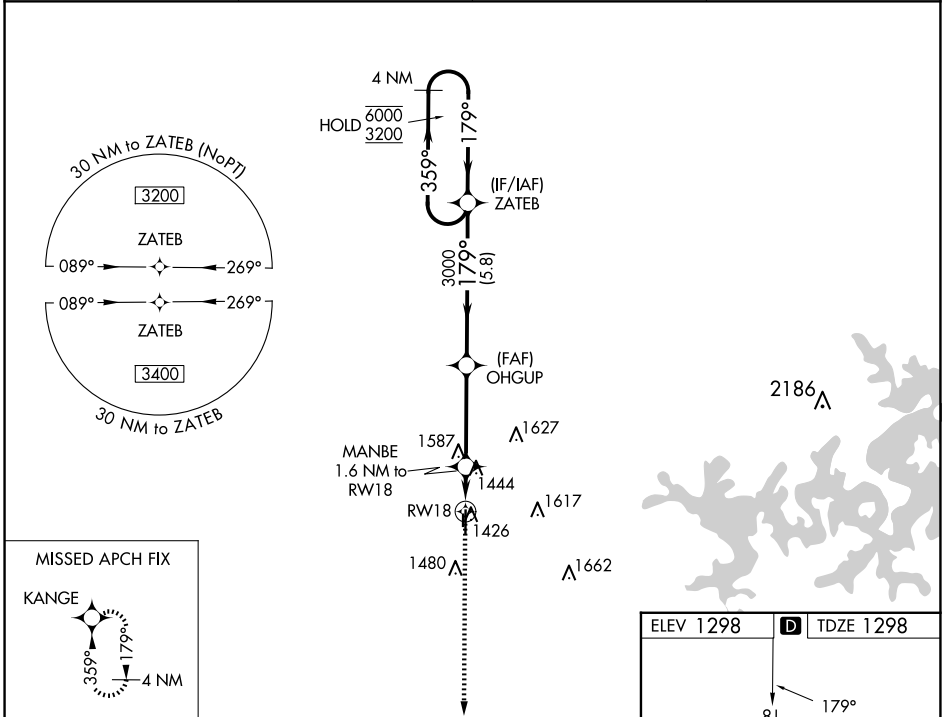 4 NM
HOLD 6000
3200
179°
359°
(IF/IAF)
ZATEB
30 NM to ZATEB (NoPT)
3200
ZATEB
089°
269°
089°
269°
ZATEB
3400
30 NM to ZATEB
3000
179°
(5.8)
(FAF)
OHGUP
2186
1627
1587
MANBE
1.6 NM to
RW18
1444
RW18
1426
1617
1480
1662
MISSED APCH FIX
KANGE
359°
179°
4 NM
ELEV 1298
D
TDZE 1298
179°